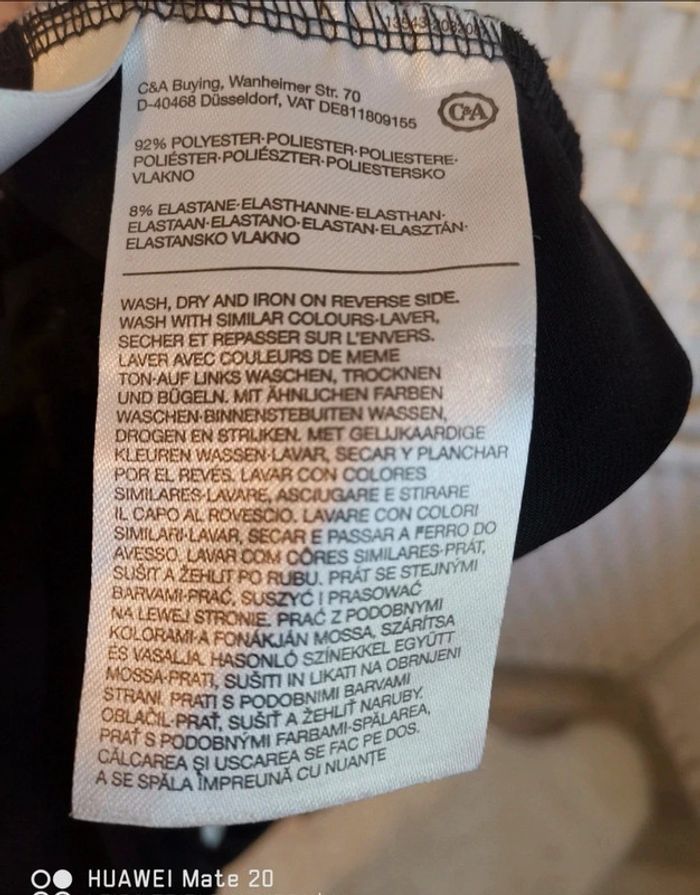 C&A Buying, Wanheimer Str. 70
D-40468 Düsseldorf, VAT DE811809155
C&A
92% POLYESTER·POLIESTER·POLIESTERE·
POLIÉSTER·POLIÉSZTER·POLIESTERSKO
VLAKNO
8% ELASTANE·ELASTHANNE·ELASTHAN·
ELASTAAN·ELASTANO·ELASTAN·ELASZTÁN·
ELASTANSKO VLAKNO
WASH, DRY AND IRON ON REVERSE SIDE.
WASH WITH SIMILAR COLOURS·LAVER,
SECHER ET REPASSER SUR L'ENVERS.
LAVER AVEC COULEURS DE MEME
TON·AUF LINKS WASCHEN, TROCKNEN
UND BÜGELN. MIT ÄHNLICHEN FARBEN
WASCHEN·BINNENSTEBUITEN WASSEN,
DROGEN EN STRIJKEN. MET GELIJKAARDIGE
KLEUREN WASSEN·LAVAR, SECAR Y PLANCHAR
POR EL REVÉS. LAVAR CON COLORES
SIMILARES·LAVARE, ASCIUGARE E STIRARE
IL CAPO AL ROVESCIO. LAVARE CON COLORI
SIMILARI·LAVAR, SECAR E PASSAR A FERRO DO
AVESSO. LAVAR COM CÔRES SIMILARES·PRÁT,
SUŠIT A ŽEHLIT PO RUBU. PRÁT SE STEJNÝMI
BARVAMI·PRAĆ, SUSZYĆ I PRASOWAĆ
NA LEWEJ STRONIE. PRAĆ Z PODOBNYMI
KOLORAMI·A FONÁKJÁN MOSSA, SZÁRÍTSA
ÉS VASALJA. HASONLÓ SZÍNEKKEL EGYÜTT
MOSSA·PRATI, SUŠITI IN LIKATI NA OBRNJENI
STRANI. PRATI S PODOBNIMI BARVAMI
OBLAČIL·PRAŤ, SUŠIŤ A ŽEHLIŤ NARUBY.
PRAŤ S PODOBNÝMI FARBAMI·SPĂLAREA,
CĂLCAREA ȘI USCAREA SE FAC PE DOS.
A SE SPĂLA ÎMPREUNĂ CU NUANȚE
HUAWEI Mate 20